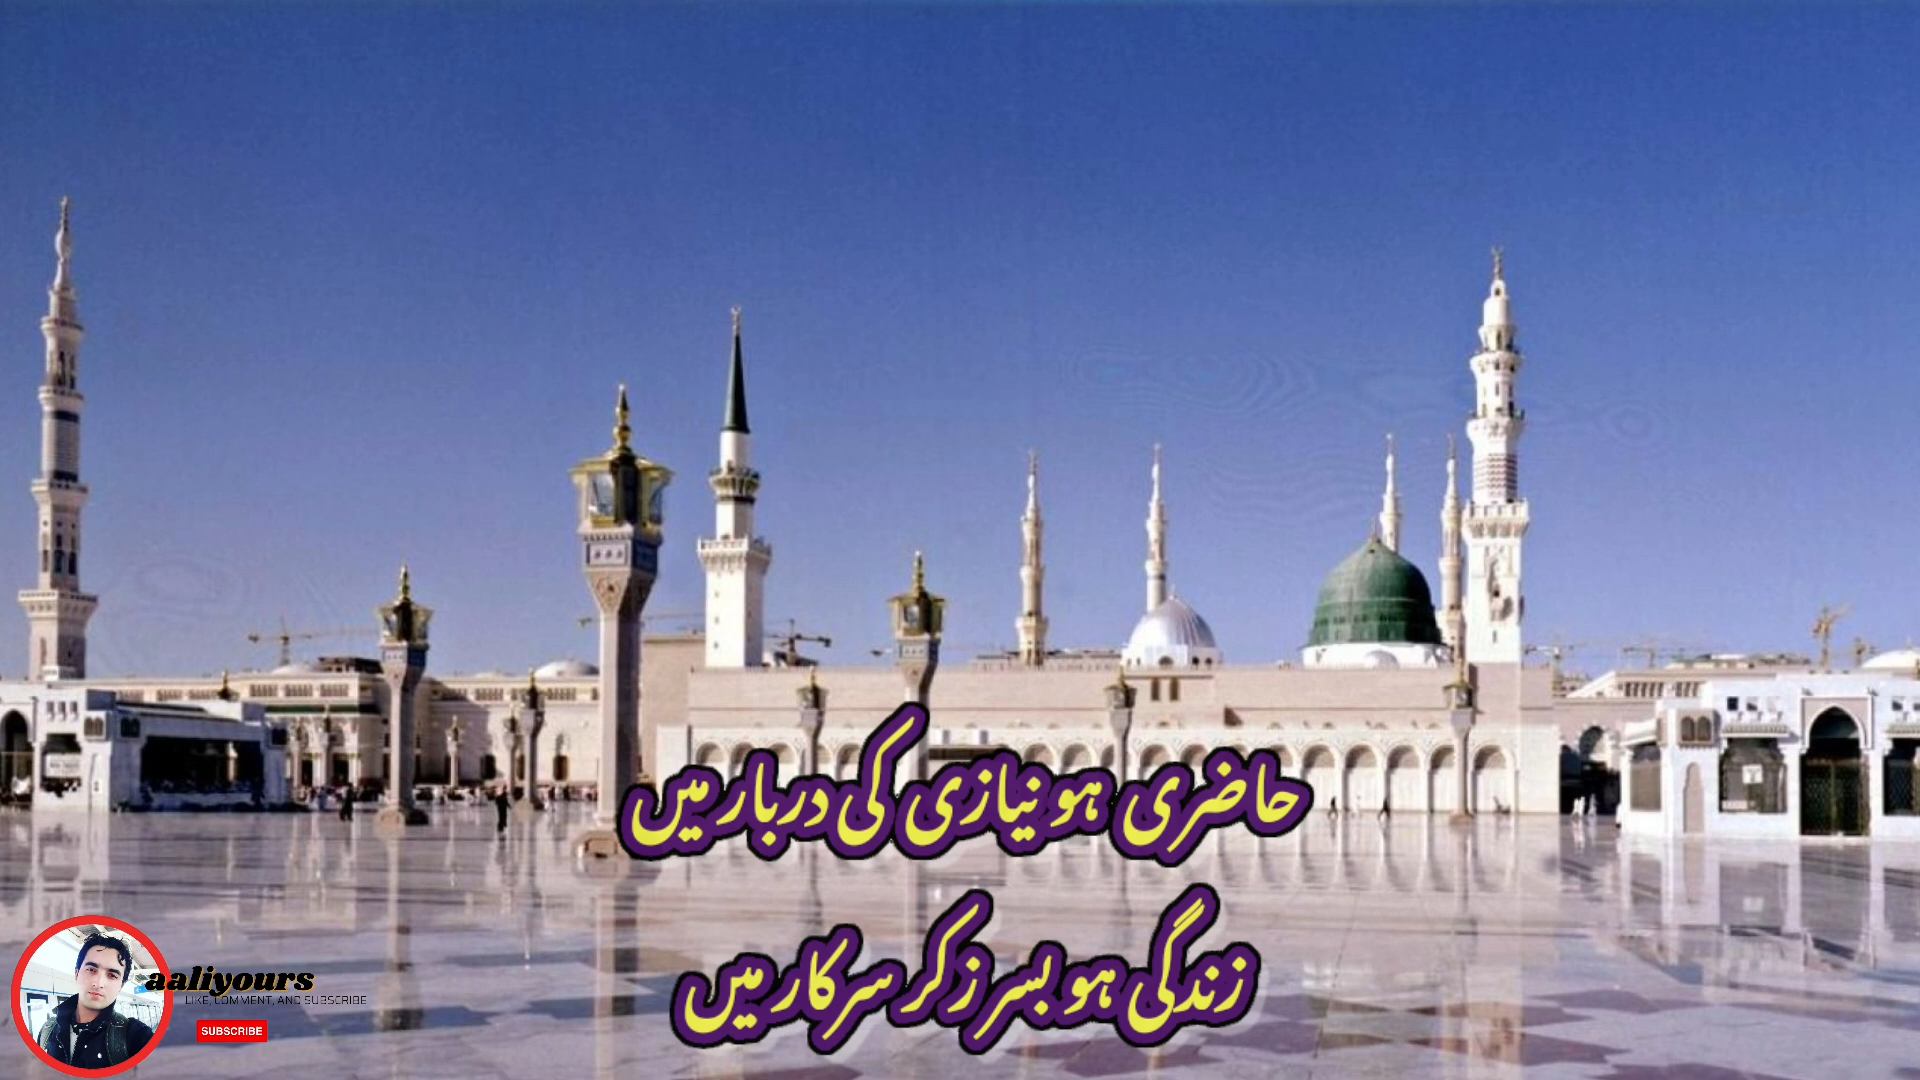 حاضری ہو نیازی کی دربار میں
زندگی ہو بسر ذکر سرکار میں
aaliyours
LIKE, COMMENT, AND SUBSCRIBE
SUBSCRIBE